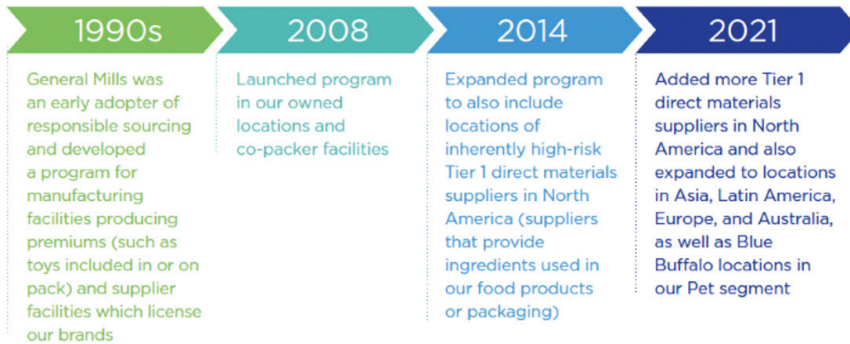 1990s
General Mills was
an early adopter of
responsible sourcing
and developed
a program for
manufacturing
facilities producing
premiums (such as
toys included in or on
pack) and supplier
facilities which license
our brands
2008
Launched program
in our owned
locations and
co-packer facilities
2014
Expanded program
to also include
locations of
inherently high-risk
Tier 1 direct materials
suppliers in North
America (suppliers
that provide
ingredients used in
our food products
or packaging)
2021
Added more Tier 1
direct materials
suppliers in North
America and also
expanded to locations
in Asia, Latin America,
Europe, and Australia,
as well as Blue
Buffalo locations in
our Pet segment